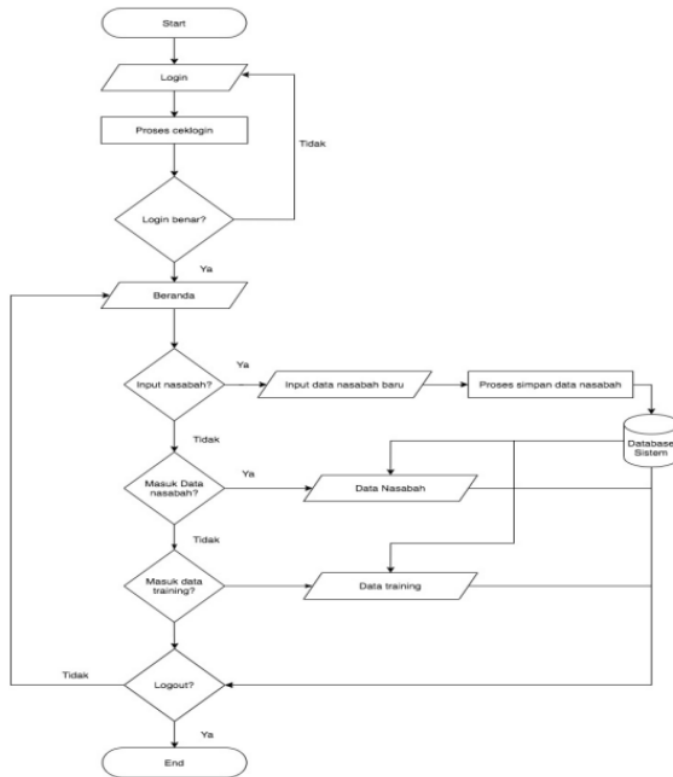 Start
Login
Proses ceklogin
Tidak
Login benar?
Ya
Beranda
Ya
Input nasabah?
Input data nasabah baru
Proses simpan data nasabah
Tidak
Database
Sistem
Masuk Data
nasabah?
Ya
Data Nasabah
Tidak
Masuk data
training?
Data training
Tidak
Logout?
Ya
End